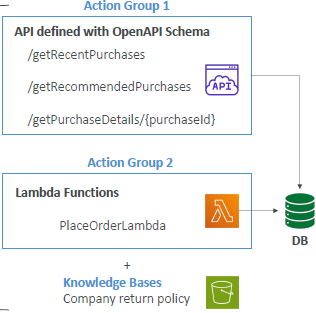 Action Group 1
API defined with OpenAPI Schema
/getRecentPurchases
/getRecommendedPurchases
API
/getPurchaseDetails/{purchaseId}
Action Group 2
Lambda Functions
PlaceOrderLambda
DB
+
Knowledge Bases
Company return policy